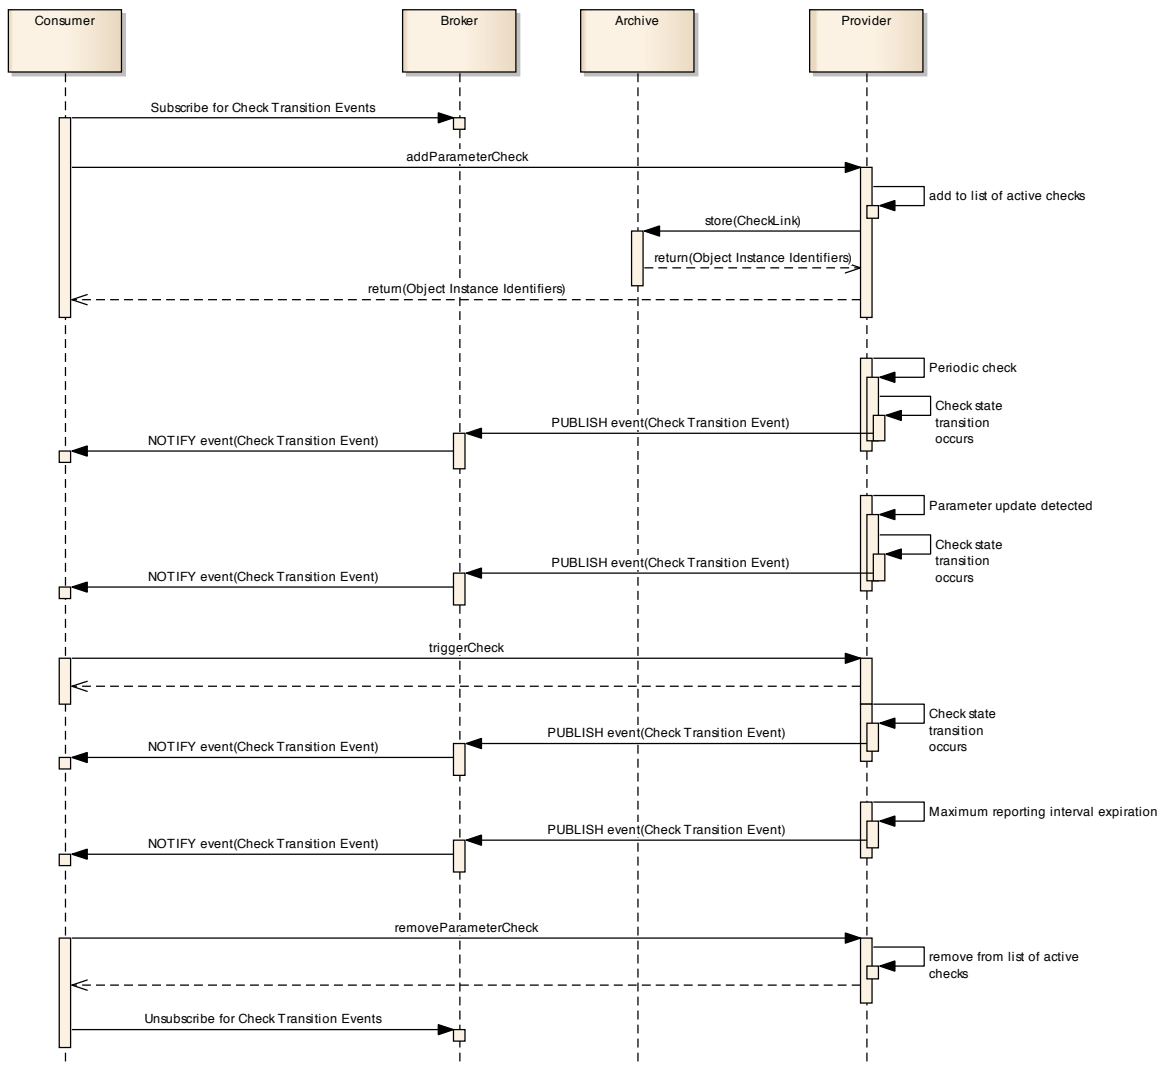 Consumer
Broker
Archive
Provider
Subscribe for Check Transition Events
addParameterCheck
add to list of active checks
store(CheckLink)
return(Object Instance Identifiers)
return(Object Instance Identifiers)
Periodic check
Check state
transition
occurs
PUBLISH event(Check Transition Event)
NOTIFY event(Check Transition Event)
Parameter update detected
Check state
transition
occurs
PUBLISH event(Check Transition Event)
NOTIFY event(Check Transition Event)
triggerCheck
Check state
transition
occurs
PUBLISH event(Check Transition Event)
NOTIFY event(Check Transition Event)
Maximum reporting interval expiration
PUBLISH event(Check Transition Event)
NOTIFY event(Check Transition Event)
removeParameterCheck
remove from list of active
checks
Unsubscribe for Check Transition Events